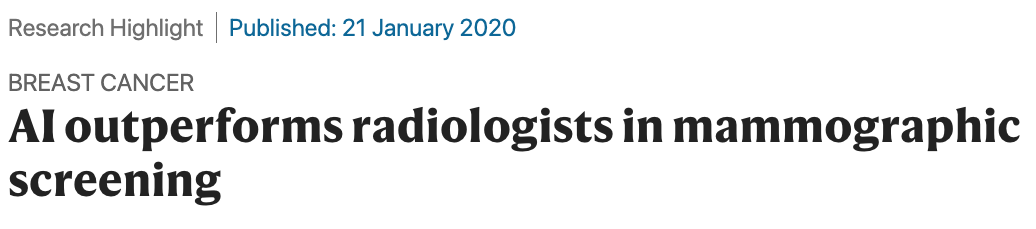 Research Highlight | Published: 21 January 2020
BREAST CANCER
AI outperforms radiologists in mammographic
screening